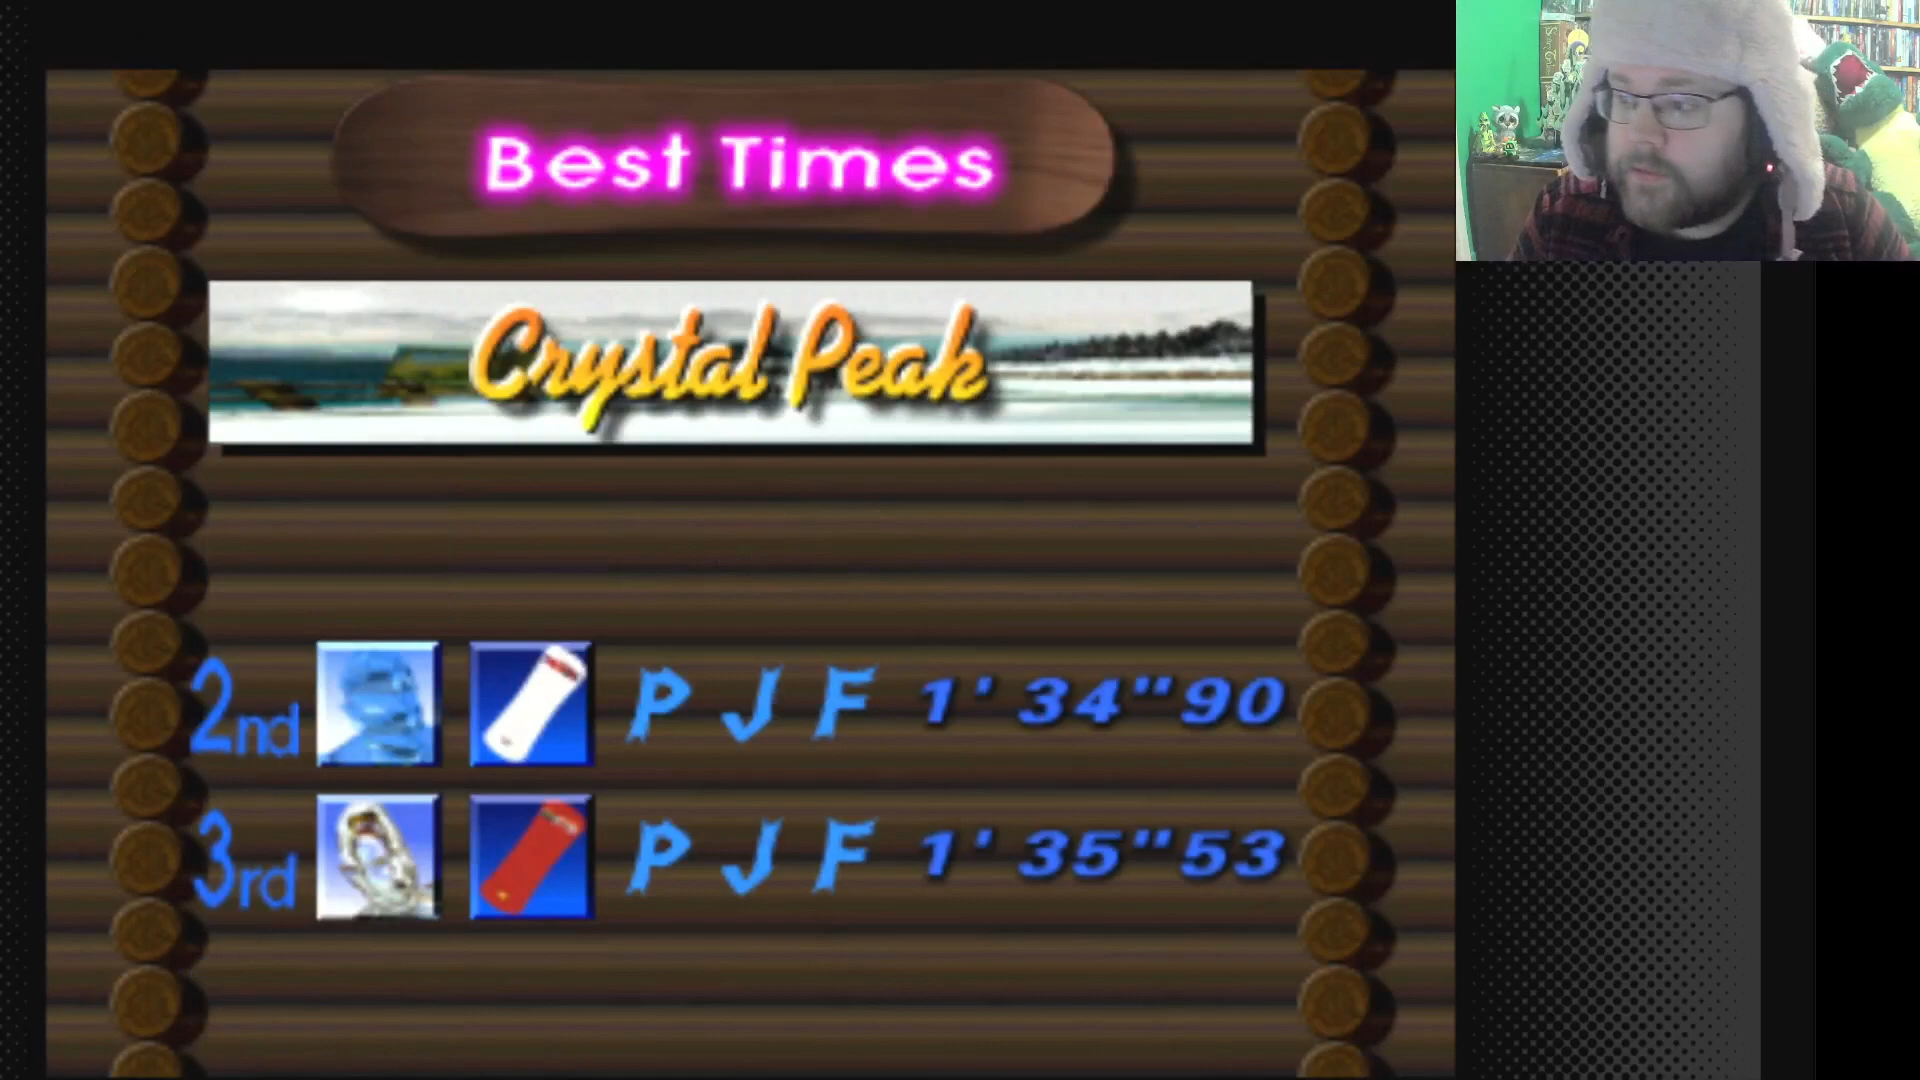 Best Times
Crystal Peak
2nd P J F 1'34"90
3rd P J F 1'35"53